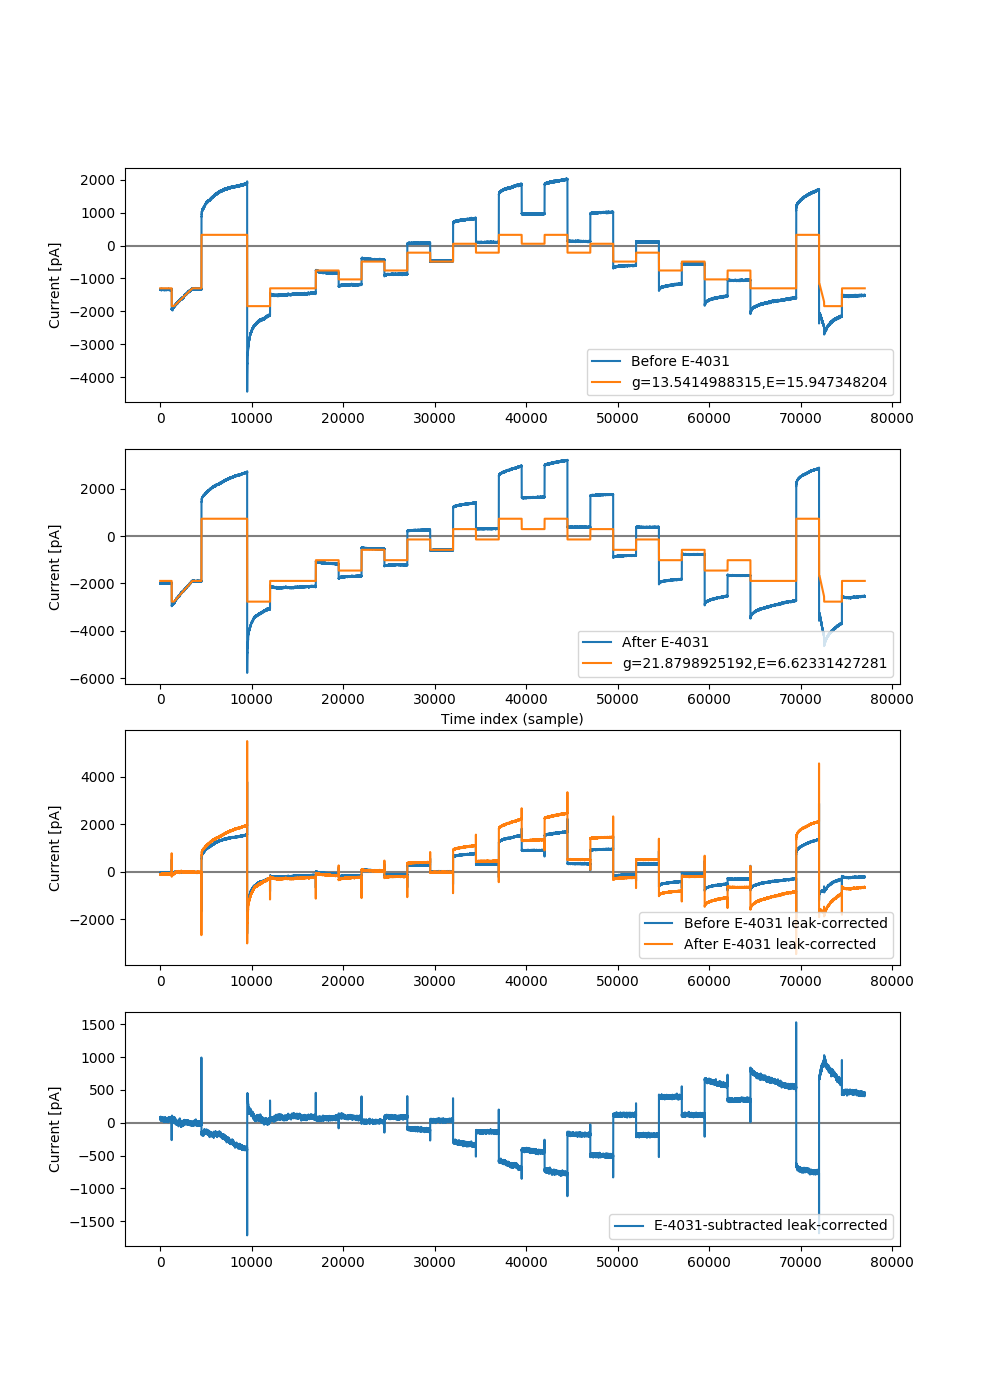 2000
1000
0
−1000
−2000
−3000
−4000
Current [pA]
Before E-4031
g=13.5414988315,E=15.947348204
0 10000 20000 30000 40000 50000 60000 70000 80000
2000
0
−2000
−4000
−6000
Current [pA]
After E-4031
g=21.8798925192,E=6.62331427281
0 10000 20000 30000 40000 50000 60000 70000 80000
Time index (sample)
4000
2000
0
−2000
Current [pA]
Before E-4031 leak-corrected
After E-4031 leak-corrected
0 10000 20000 30000 40000 50000 60000 70000 80000
1500
1000
500
0
−500
−1000
−1500
Current [pA]
E-4031-subtracted leak-corrected
0 10000 20000 30000 40000 50000 60000 70000 80000